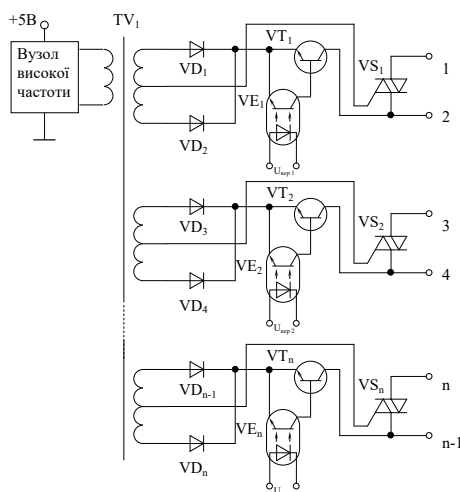 +5В
TV1
Вузол
високої
частоти
VD1
VT1
VS1
1
VE1
2
VD2
Uкер 1
VD3
VT2
VS2
3
VE2
4
VD4
Uкер 2
VDn-1
VTn
VSn
n
VEn
n-1
VDn
U